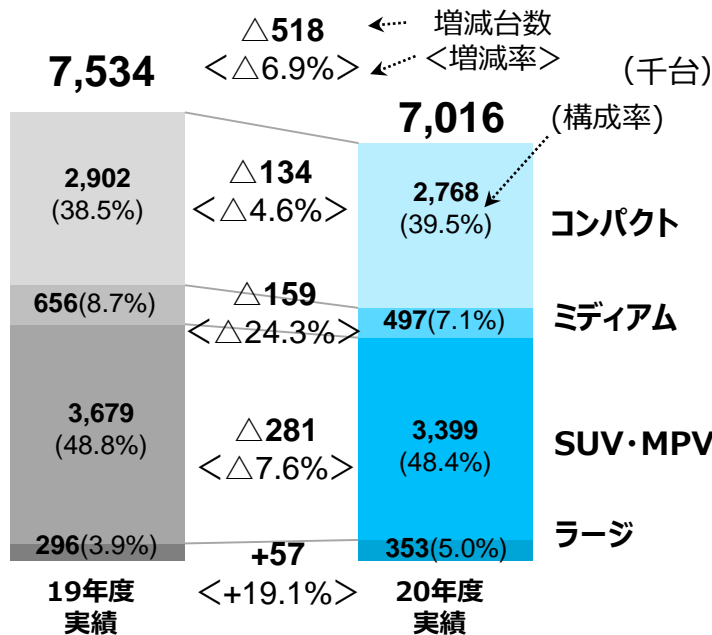 △518
増減台数
<△6.9%>
<増減率>
(千台)
7,534
7,016
(構成率)
2,902
(38.5%)
△134
<△4.6%>
2,768
(39.5%)
コンパクト
656(8.7%)
△159
<△24.3%>
497(7.1%)
ミディアム
3,679
(48.8%)
△281
<△7.6%>
3,399
(48.4%)
SUV・MPV
296(3.9%)
+57
<+19.1%>
353(5.0%)
ラージ
19年度
実績
20年度
実績